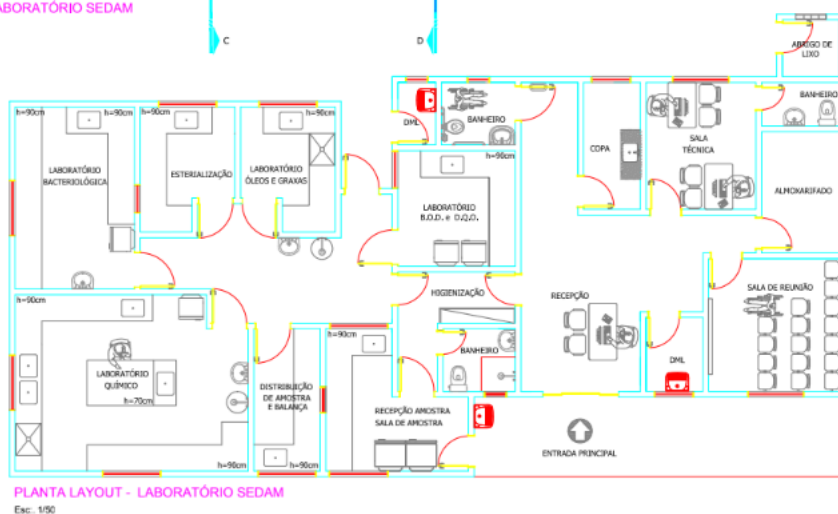 ABORATÓRIO SEDAM
C
D
ABRIGO DE
LIXO
h=90cm
h=90cm
h=90cm
h=90cm
DML
BANHEIRO
BANHEIRO
COPA
SALA
TÉCNICA
LABORATÓRIO
BACTERIOLÓGICA
ESTERIALIZAÇÃO
LABORATÓRIO
ÓLEOS E GRAXAS
h=90cm
LABORATÓRIO
B.O.D. e D.Q.O.
ALMOXARIFADO
HIGIENIZAÇÃO
RECEPÇÃO
SALA DE REUNIÃO
h=90cm
h=90cm
BANHEIRO
DML
LABORATÓRIO
QUÍMICO
h=70cm
DISTRIBUIÇÃO
DE AMOSTRA
E BALANÇA
RECEPÇÃO AMOSTRA
SALA DE AMOSTRA
ENTRADA PRINCIPAL
h=90cm
h=90cm
PLANTA LAYOUT - LABORATÓRIO SEDAM
Esc:. 1/50